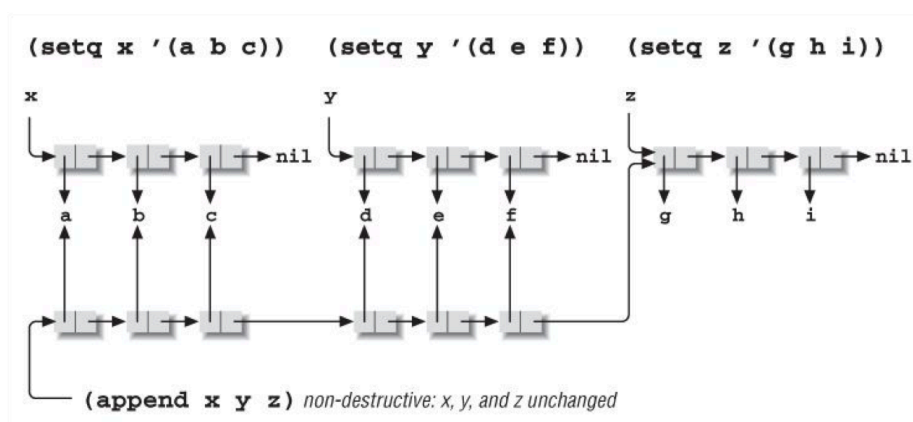 (setq x '(a b c)) (setq y '(d e f)) (setq z '(g h i))
x y z
nil nil nil
a b c d e f g h i
(append x y z) non-destructive: x, y, and z unchanged